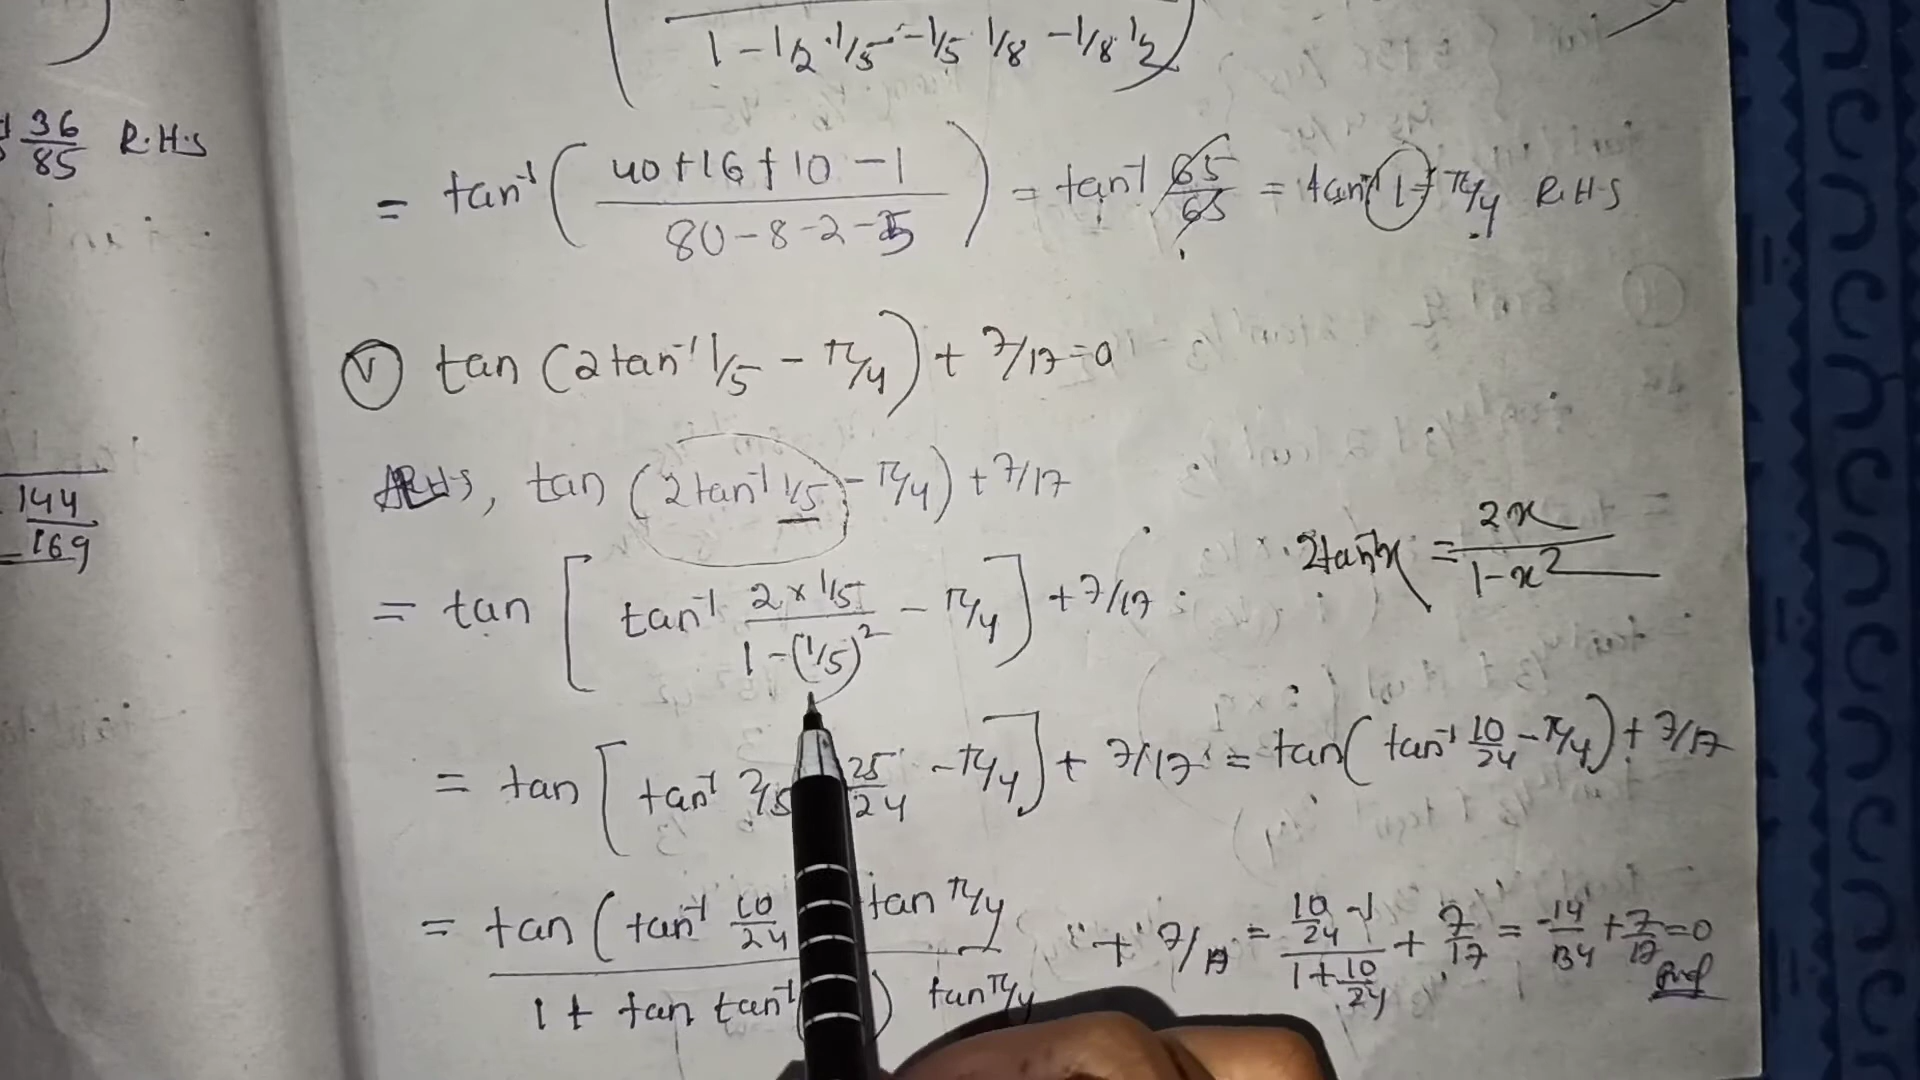 1 - 1/2 · 1/5 - 1/5 1/8 - 1/8 · 1/2
36/85 R.H.S
= tan⁻¹ ( (40+16+10-1) / (80-8-2-5) ) = tan⁻¹ 65/65 = tan⁻¹ 1 = π/4 R.H.S
(V) tan (2tan⁻¹ 1/5 - π/4) + 7/17 = 0
144
169
tan (2tan⁻¹ 1/5 - π/4) + 7/17
2tan⁻¹x = 2x / (1-x²)
= tan [ tan⁻¹ (2 × 1/5) / (1-(1/5)²) - π/4 ] + 7/17
= tan [ tan⁻¹ 2/5 25/24 - π/4 ] + 7/17 = tan( tan⁻¹ 10/24 - π/4 ) + 7/17
= tan ( tan⁻¹ 10/24 tan π/4 / 1 + tan tan⁻¹ ) tan π/4 + 7/17 = (10/24 - 1) / (1 + 10/24) + 7/17 = -14/34 + 7/17 = 0